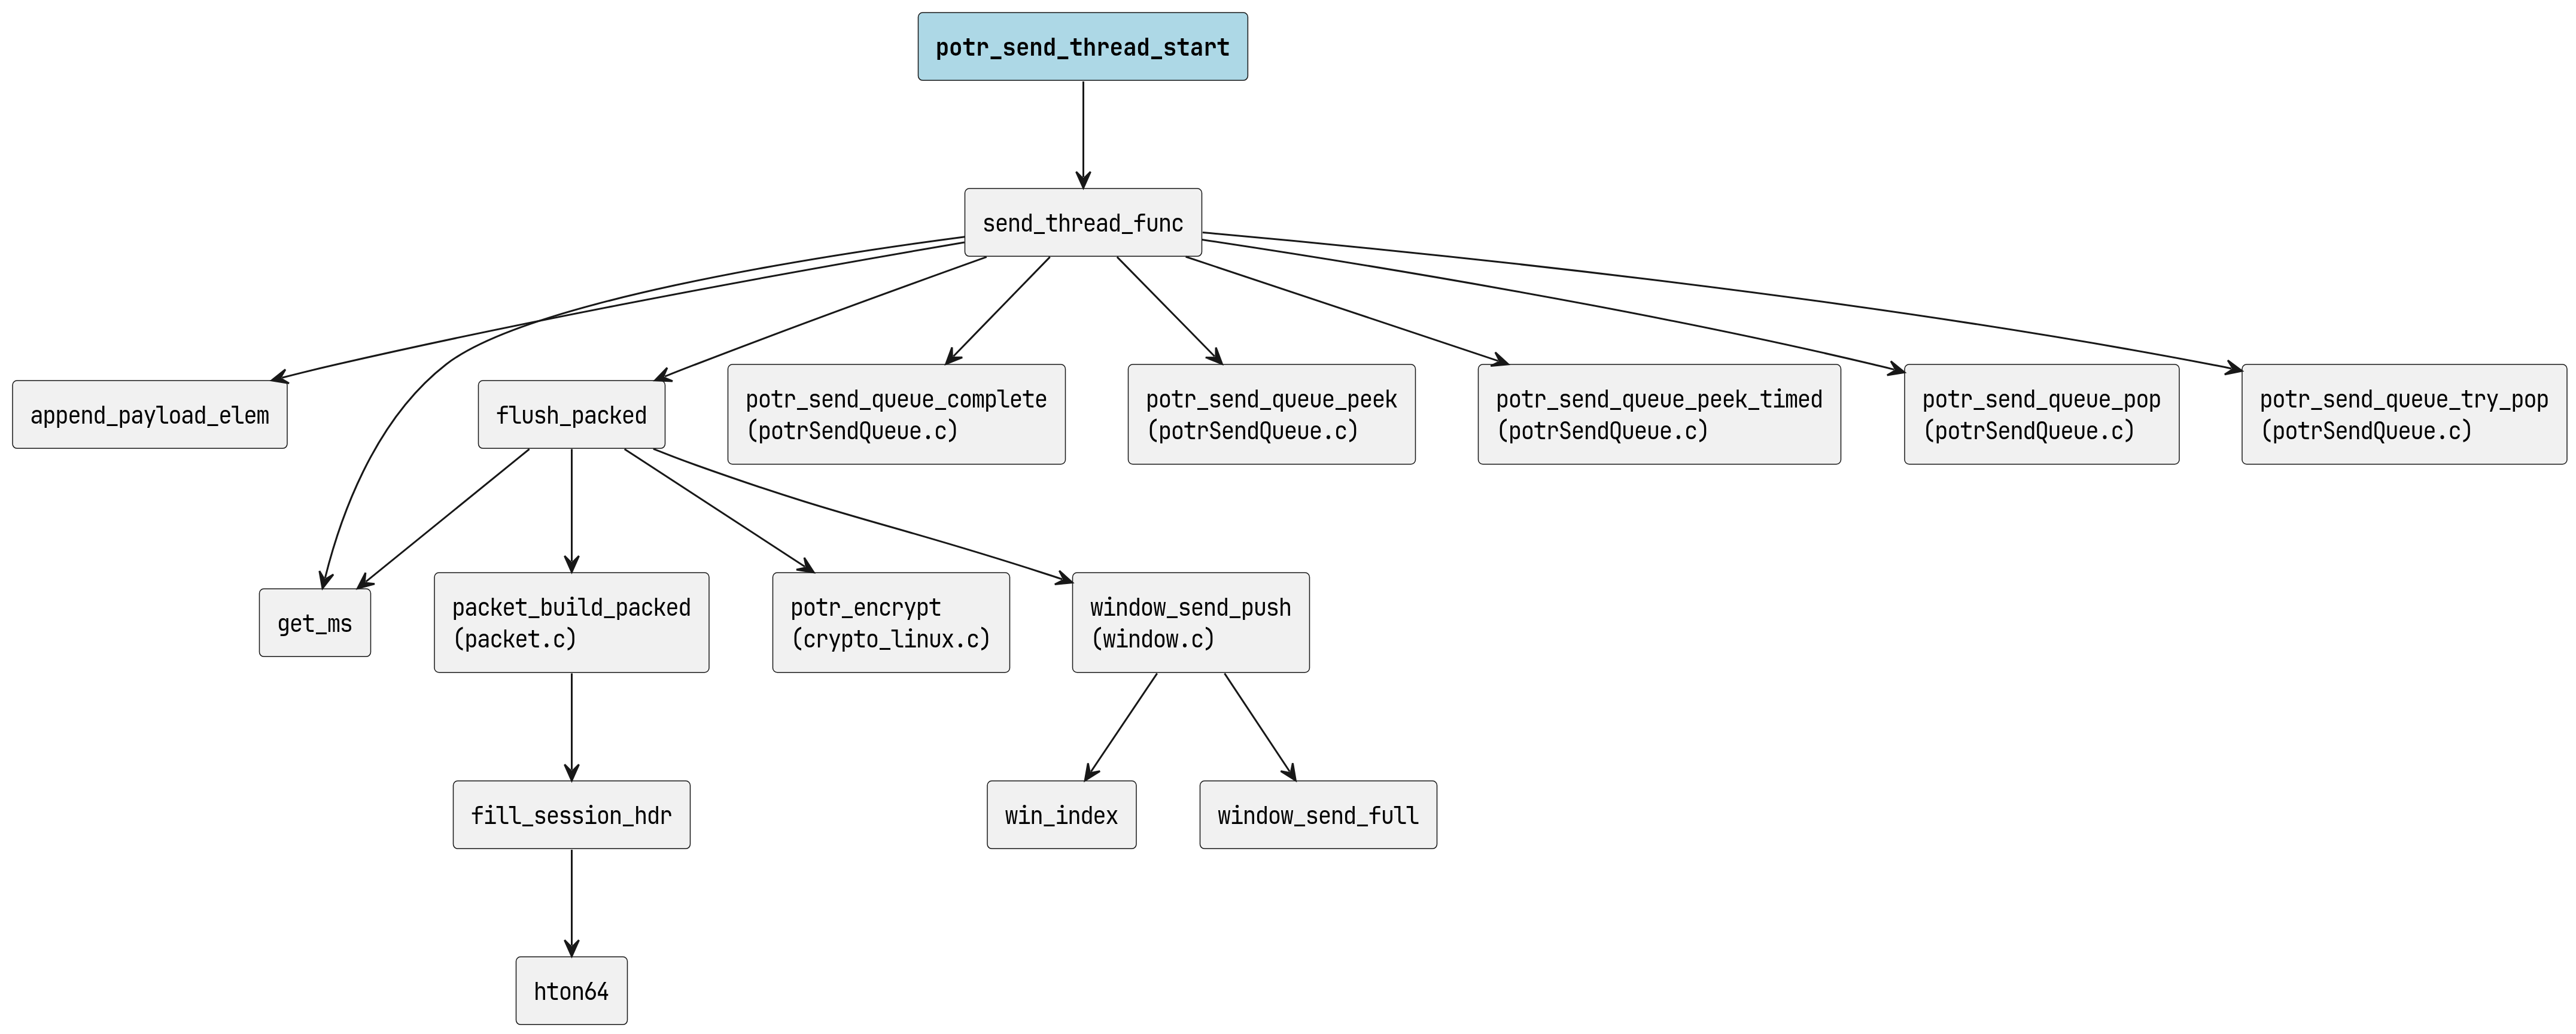 potr_send_thread_start
send_thread_func
append_payload_elem
flush_packed
potr_send_queue_complete
(potrSendQueue.c)
potr_send_queue_peek
(potrSendQueue.c)
potr_send_queue_peek_timed
(potrSendQueue.c)
potr_send_queue_pop
(potrSendQueue.c)
potr_send_queue_try_pop
(potrSendQueue.c)
get_ms
packet_build_packed
(packet.c)
potr_encrypt
(crypto_linux.c)
window_send_push
(window.c)
fill_session_hdr
win_index
window_send_full
hton64